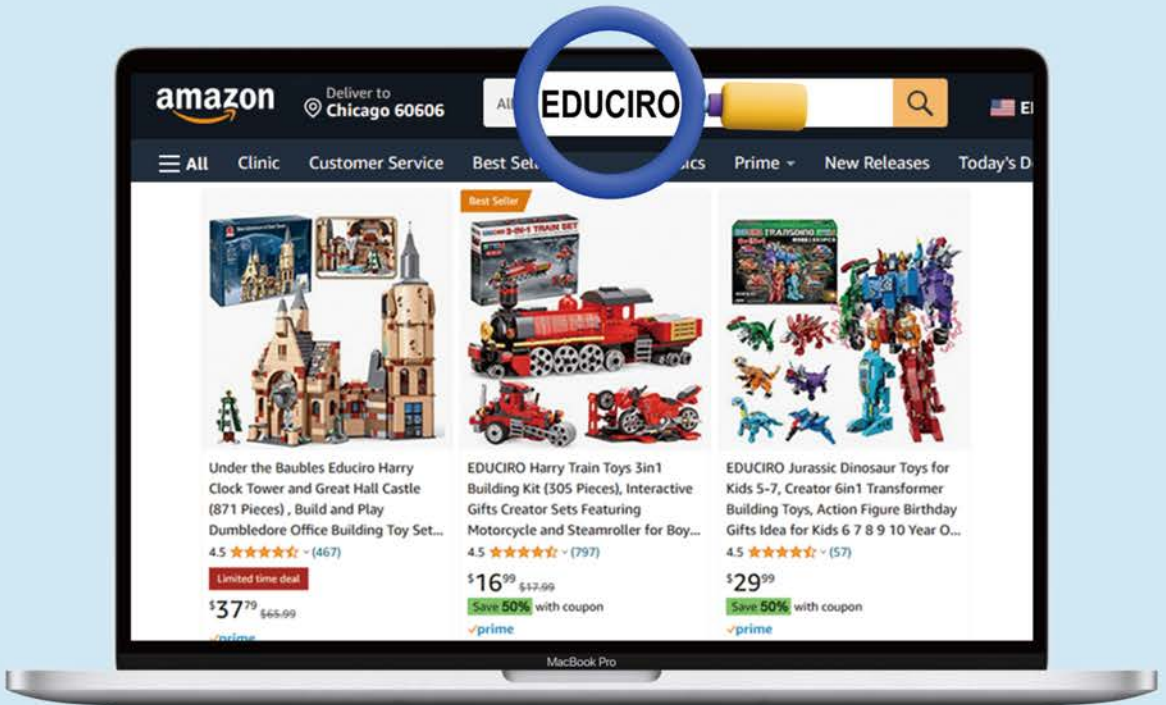 amazon
Deliver to
Chicago 60606
All
EDUCIRO
All
Clinic
Customer Service
Best Sel
ics
Prime
New Releases
Today's D
Best Seller
3-IN-1 TRAIN SET
Under the Baubles Educiro Harry
Clock Tower and Great Hall Castle
(871 Pieces) , Build and Play
Dumbledore Office Building Toy Set...
4.5 (467)
Limited time deal
$37 79 $65.99
prime
EDUCIRO Harry Train Toys 3in1
Building Kit (305 Pieces), Interactive
Gifts Creator Sets Featuring
Motorcycle and Steamroller for Boy...
4.5 (797)
$16 99 $17.99
Save 50% with coupon
prime
EDUCIRO Jurassic Dinosaur Toys for
Kids 5-7, Creator 6in1 Transformer
Building Toys, Action Figure Birthday
Gifts Idea for Kids 6 7 8 9 10 Year O...
4.5 (57)
$29 99
Save 50% with coupon
prime
MacBook Pro